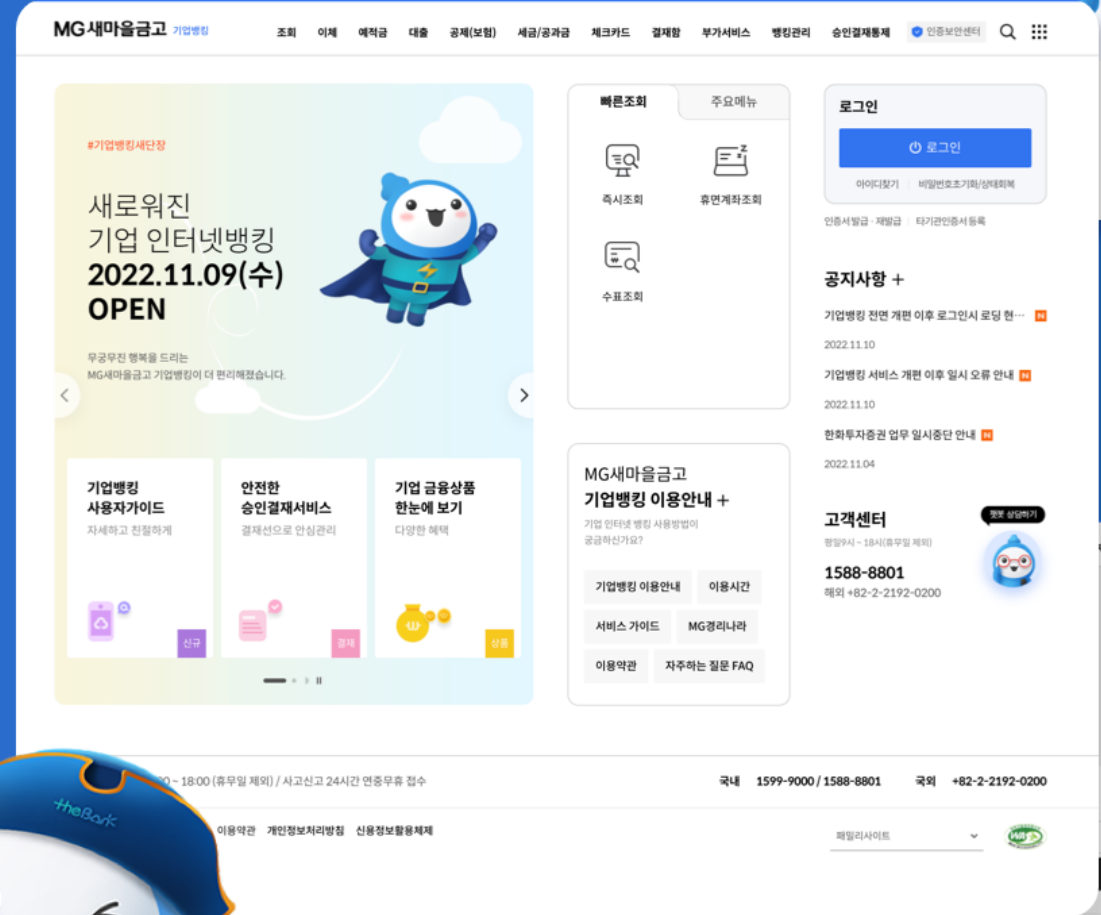 MG새마을금고 기업뱅킹
조회 이체 예적금 대출 공제(보험) 세금/공과금 체크카드 결재함 부가서비스 뱅킹관리 승인결재통제 인증보안센터
#기업뱅킹새단장
새로워진
기업 인터넷뱅킹
2022.11.09(수)
OPEN
무궁무진 행복을 드리는
MG새마을금고 기업뱅킹이 더 편리해졌습니다.
기업뱅킹
사용자가이드
자세하고 친절하게
신규
안전한
승인결재서비스
결재선으로 안심관리
결재
기업 금융상품
한눈에 보기
다양한 혜택
상품
빠른조회 주요메뉴
즉시조회 휴면계좌조회
수표조회
MG새마을금고
기업뱅킹 이용안내 +
기업 인터넷 뱅킹 사용방법이
궁금하신가요?
기업뱅킹 이용안내 이용시간
서비스 가이드 MG경리나라
이용약관 자주하는 질문 FAQ
로그인
로그인
아이디찾기 비밀번호초기화/상태회복
인증서 발급 · 재발급 타기관인증서 등록
공지사항 +
기업뱅킹 전면 개편 이후 로그인시 로딩 현··· N
2022.11.10
기업뱅킹 서비스 개편 이후 일시 오류 안내 N
2022.11.10
한화투자증권 업무 일시중단 안내 N
2022.11.04
고객센터
평일9시 ~ 18시(휴무일 제외)
1588-8801
해외 +82-2-2192-0200
챗봇 상담하기
~ 18:00 (휴무일 제외) / 사고신고 24시간 연중무휴 접수
국내 1599-9000 / 1588-8801 국외 +82-2-2192-0200
이용약관 개인정보처리방침 신용정보활용체제
패밀리사이트
WA
theBank